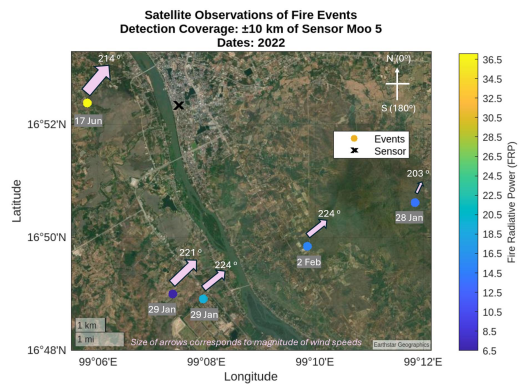 Satellite Observations of Fire Events
Detection Coverage: ±10 km of Sensor Moo 5
Dates: 2022
214 º
N (0º)
S (180º)
17 Jun
Events
Sensor
203 º
28 Jan
224 º
2 Feb
221 º
224 º
29 Jan
29 Jan
1 km
1 mi
Size of arrows corresponds to magnitude of wind speeds
Earthstar Geographics
16°52'N
16°50'N
16°48'N
Latitude
99°06'E
99°08'E
99°10'E
99°12'E
Longitude
36.5
34.5
32.5
30.5
28.5
26.5
24.5
22.5
20.5
18.5
16.5
14.5
12.5
10.5
8.5
6.5
Fire Radiative Power (FRP)